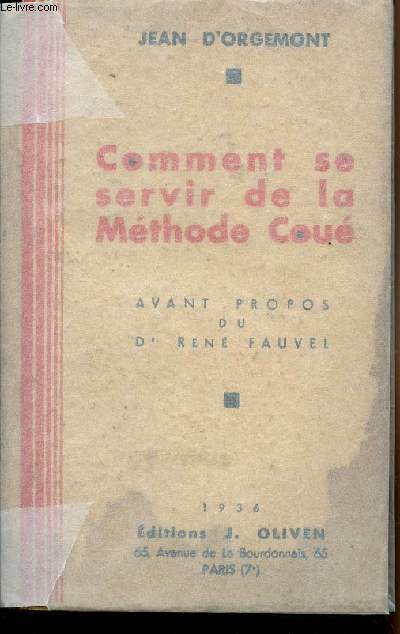 Le-livre.com
JEAN D'ORGEMONT
Comment se
servir de la
Méthode Coué
AVANT PROPOS
DU
Dr RENÉ FAUVEL
1936
Éditions J. OLIVEN
65, Avenue de La Bourdonnais, 65
PARIS (7e)